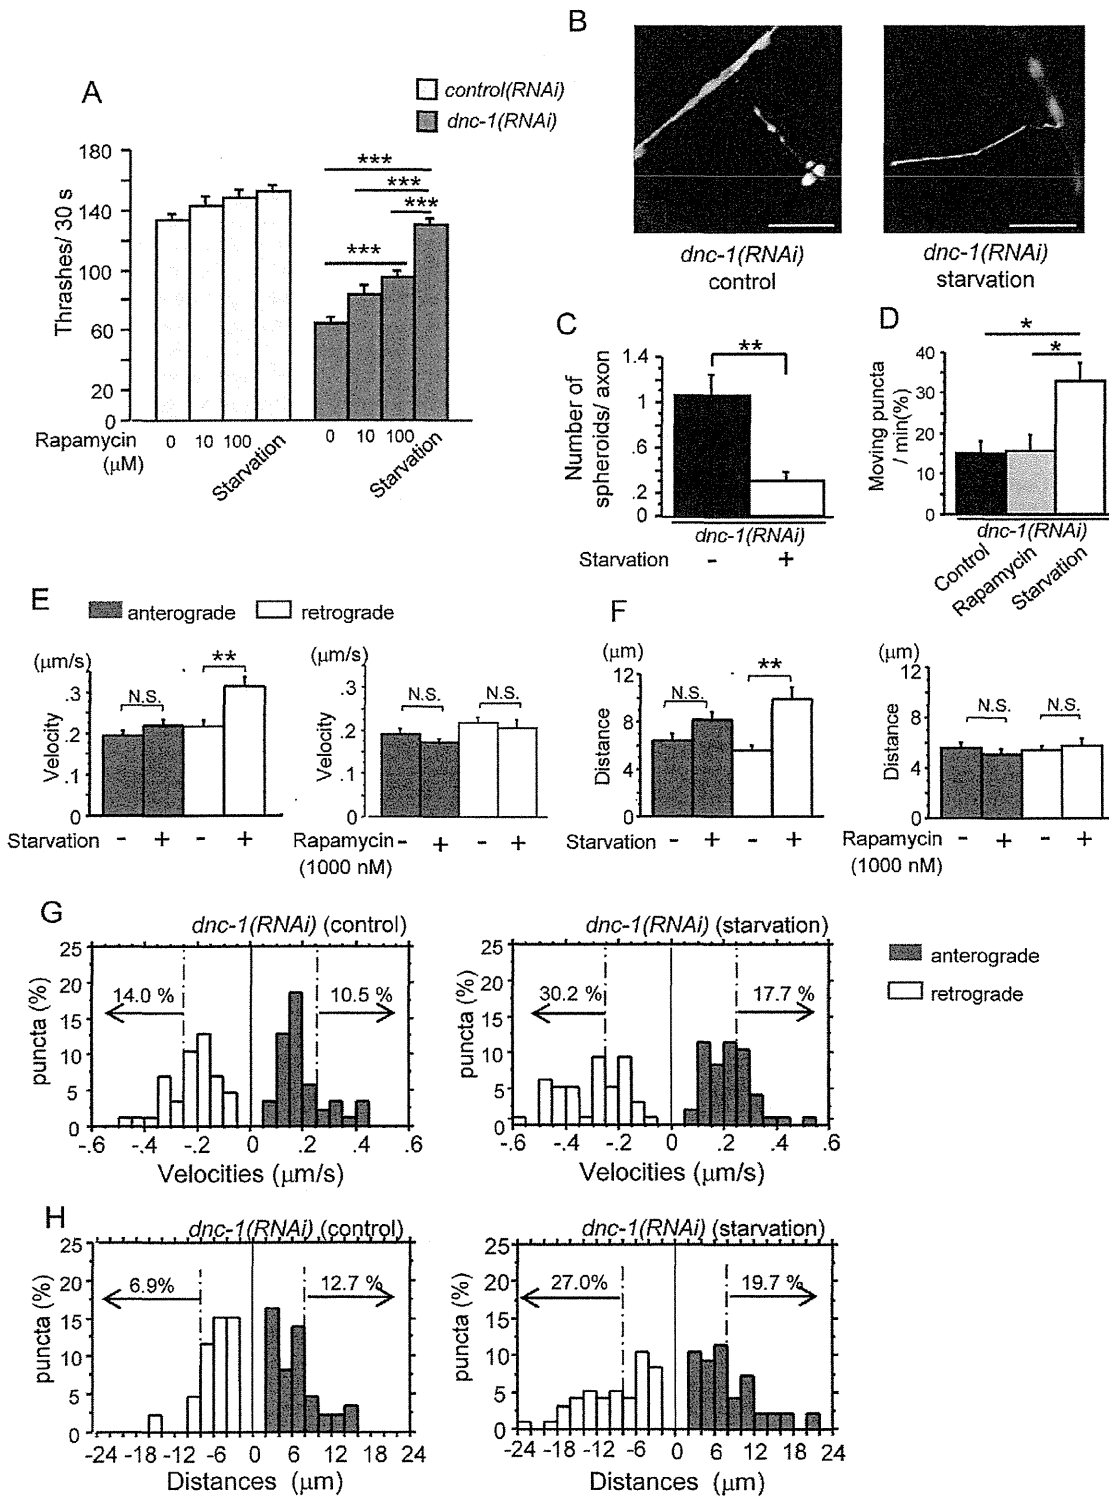 A
control(RNAi)
dnc-1(RNAi)
***
***
***
***
180
140
100
60
20
0
Thrashes/ 30 s
Rapamycin
(µM)
0 10 100 Starvation
0 10 100 Starvation
B
dnc-1(RNAi)
control
dnc-1(RNAi)
starvation
C
**
1.4
1
.6
.2
0
Number of
spheroids/ axon
dnc-1(RNAi)
Starvation - +
D
*
*
40
30
20
10
0
Moving puncta
/ min(%)
dnc-1(RNAi)
Control
Rapamycin
Starvation
E
anterograde retrograde
(µm/s)
N.S. **
.3
.2
.1
0
Velocity
Starvation - + - +
(µm/s)
N.S. N.S.
.3
.2
.1
0
Velocity
Rapamycin - + - +
(1000 nM)
F
(µm)
N.S. **
12
8
4
0
Distance
Starvation - + - +
(µm)
N.S. N.S.
12
8
4
0
Distance
Rapamycin - + - +
(1000 nM)
G
dnc-1(RNAi) (control)
25
20
15
10
5
0
puncta (%)
14.0 % 10.5 %
-.6 -.4 -.2 0 .2 .4 .6
Velocities (µm/s)
dnc-1(RNAi) (starvation)
25
20
15
10
5
0
puncta (%)
30.2 % 17.7 %
-.6 -.4 -.2 0 .2 .4 .6
Velocities (µm/s)
anterograde
retrograde
H
dnc-1(RNAi) (control)
25
20
15
10
5
0
puncta (%)
6.9% 12.7 %
-24 -18 -12 -6 0 6 12 18 24
Distances (µm)
dnc-1(RNAi) (starvation)
25
20
15
10
5
0
puncta (%)
27.0% 19.7 %
-24 -18 -12 -6 0 6 12 18 24
Distances (µm)